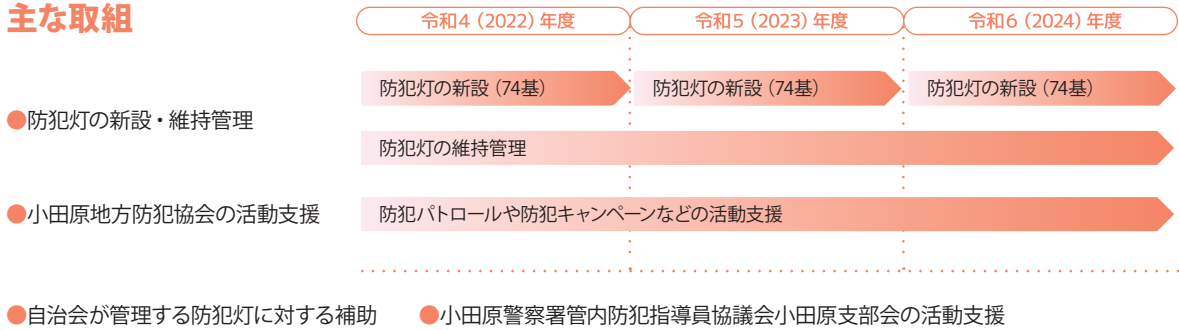 主な取組
令和4（2022）年度 令和5（2023）年度 令和6（2024）年度
防犯灯の新設（74基） 防犯灯の新設（74基） 防犯灯の新設（74基）
●防犯灯の新設・維持管理
防犯灯の維持管理
●小田原地方防犯協会の活動支援 防犯パトロールや防犯キャンペーンなどの活動支援
●自治会が管理する防犯灯に対する補助 ●小田原警察署管内防犯指導員協議会小田原支部会の活動支援